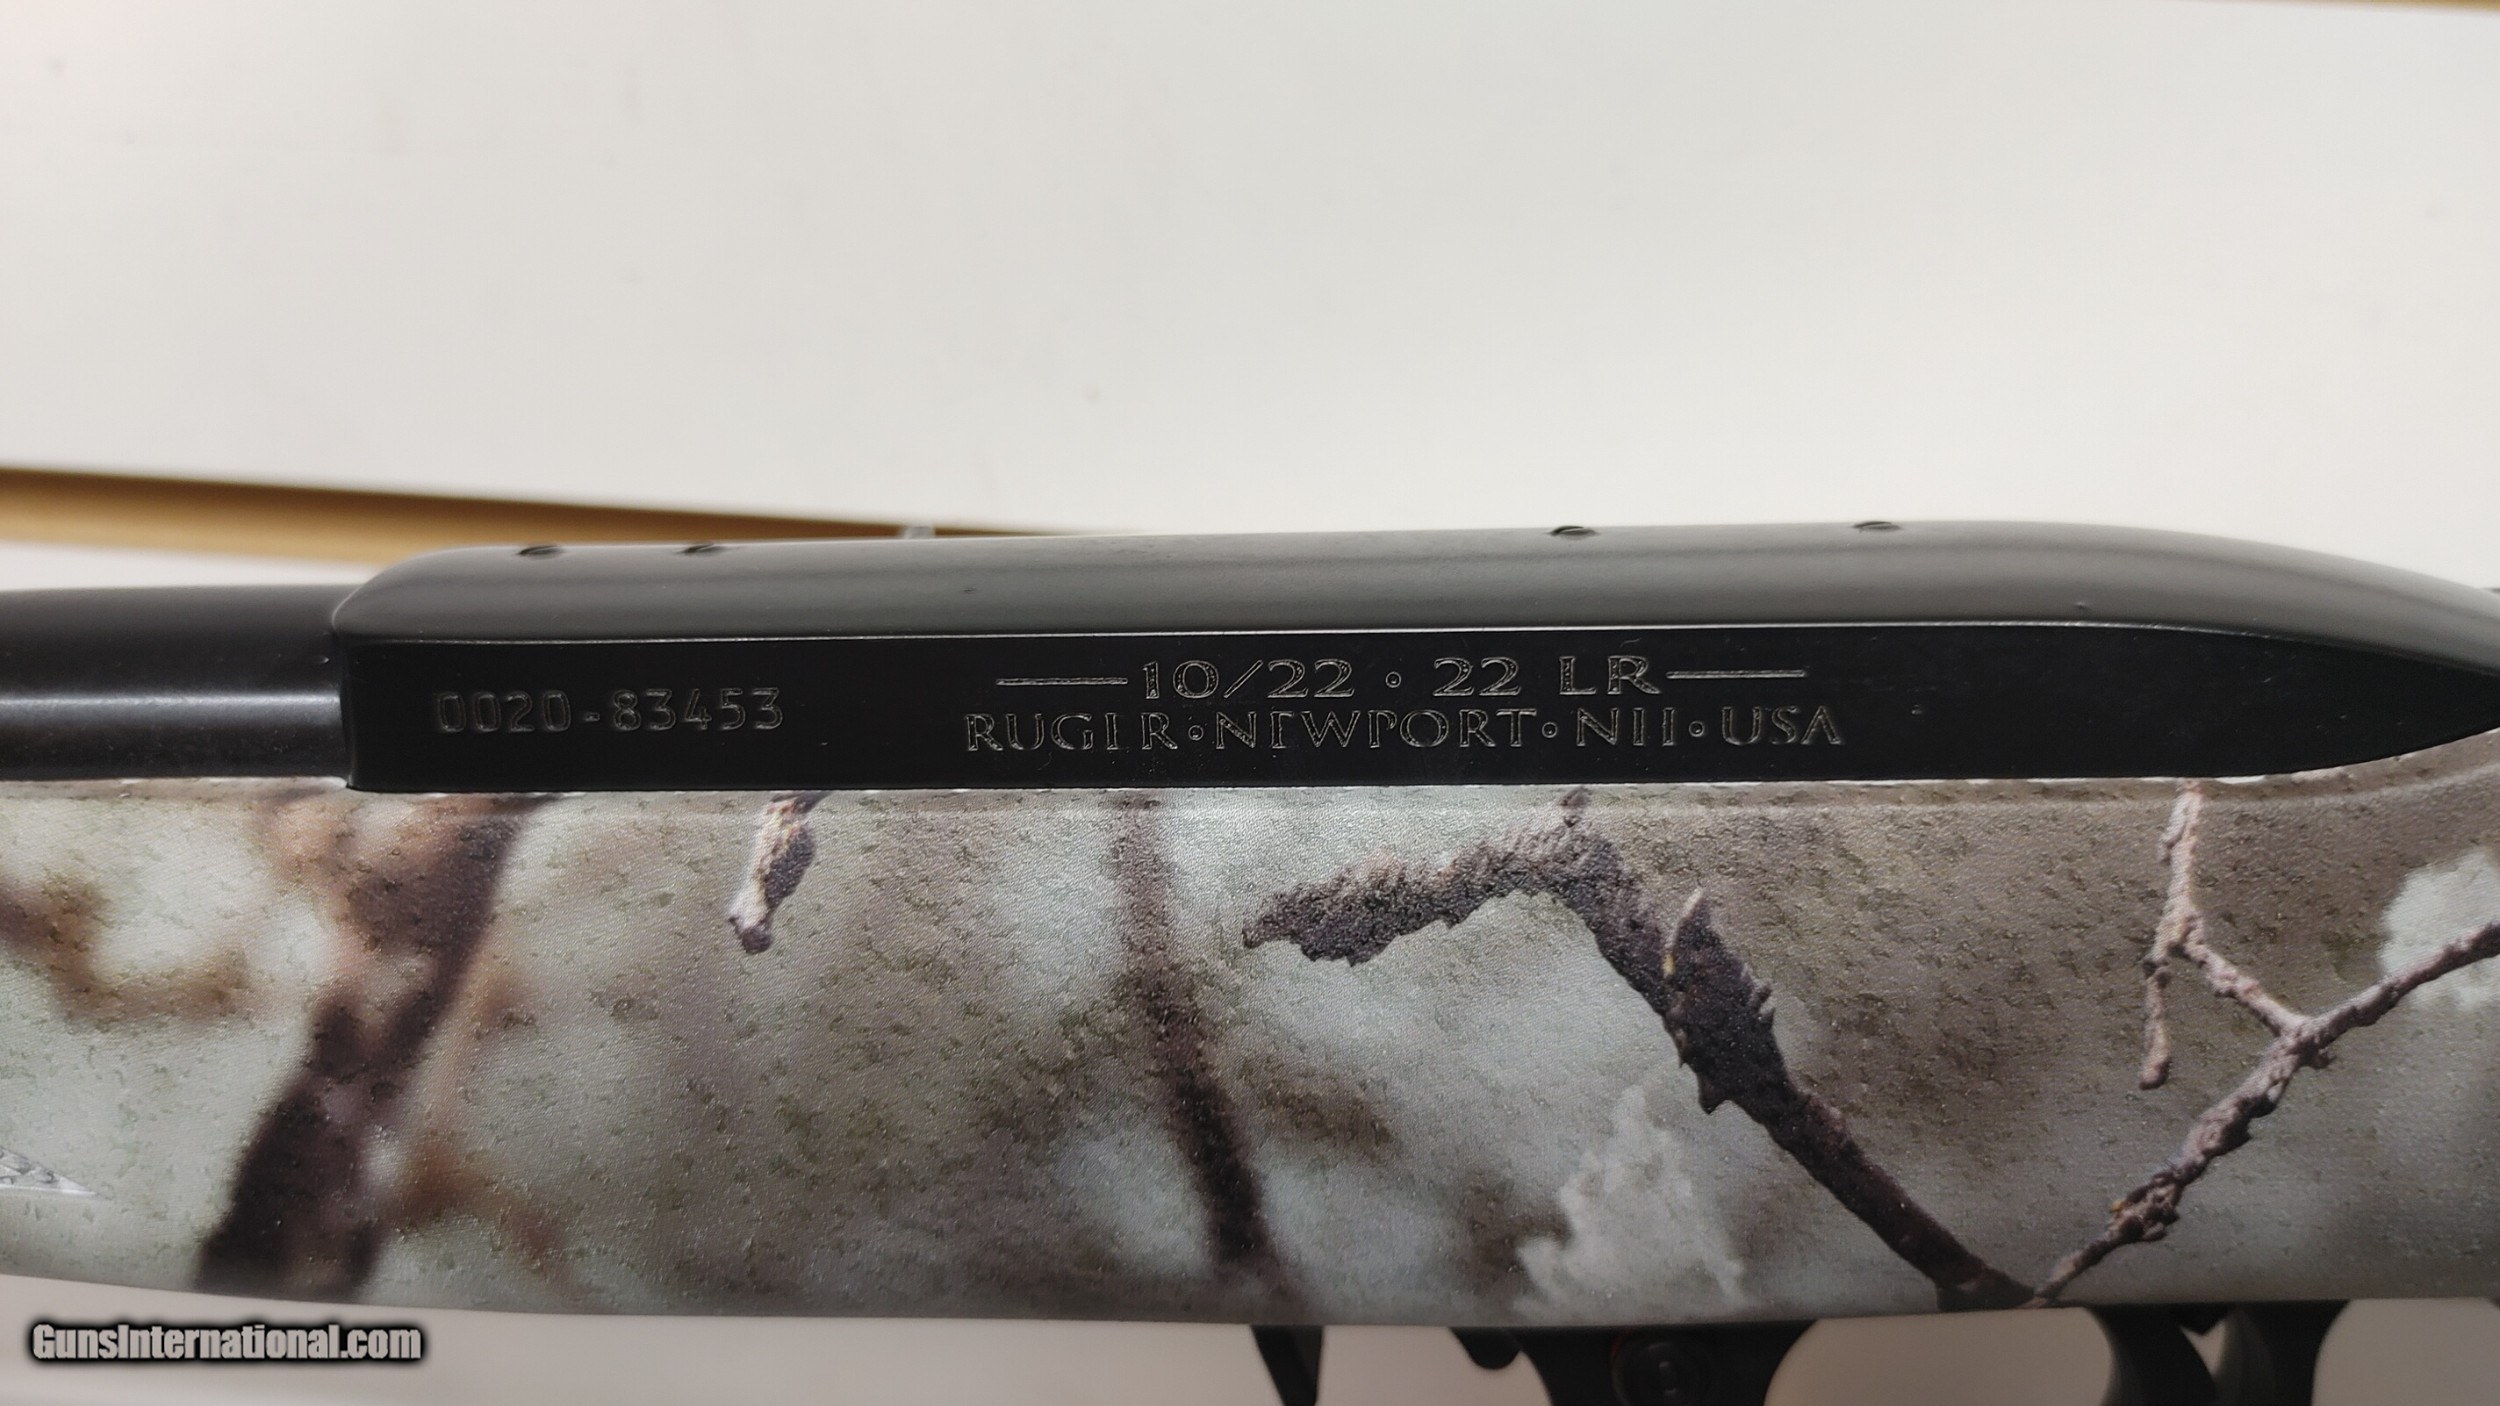 0020-83453
10/22 • 22 LR
RUGER • NEWPORT • NH • USA
GunsInternational.com